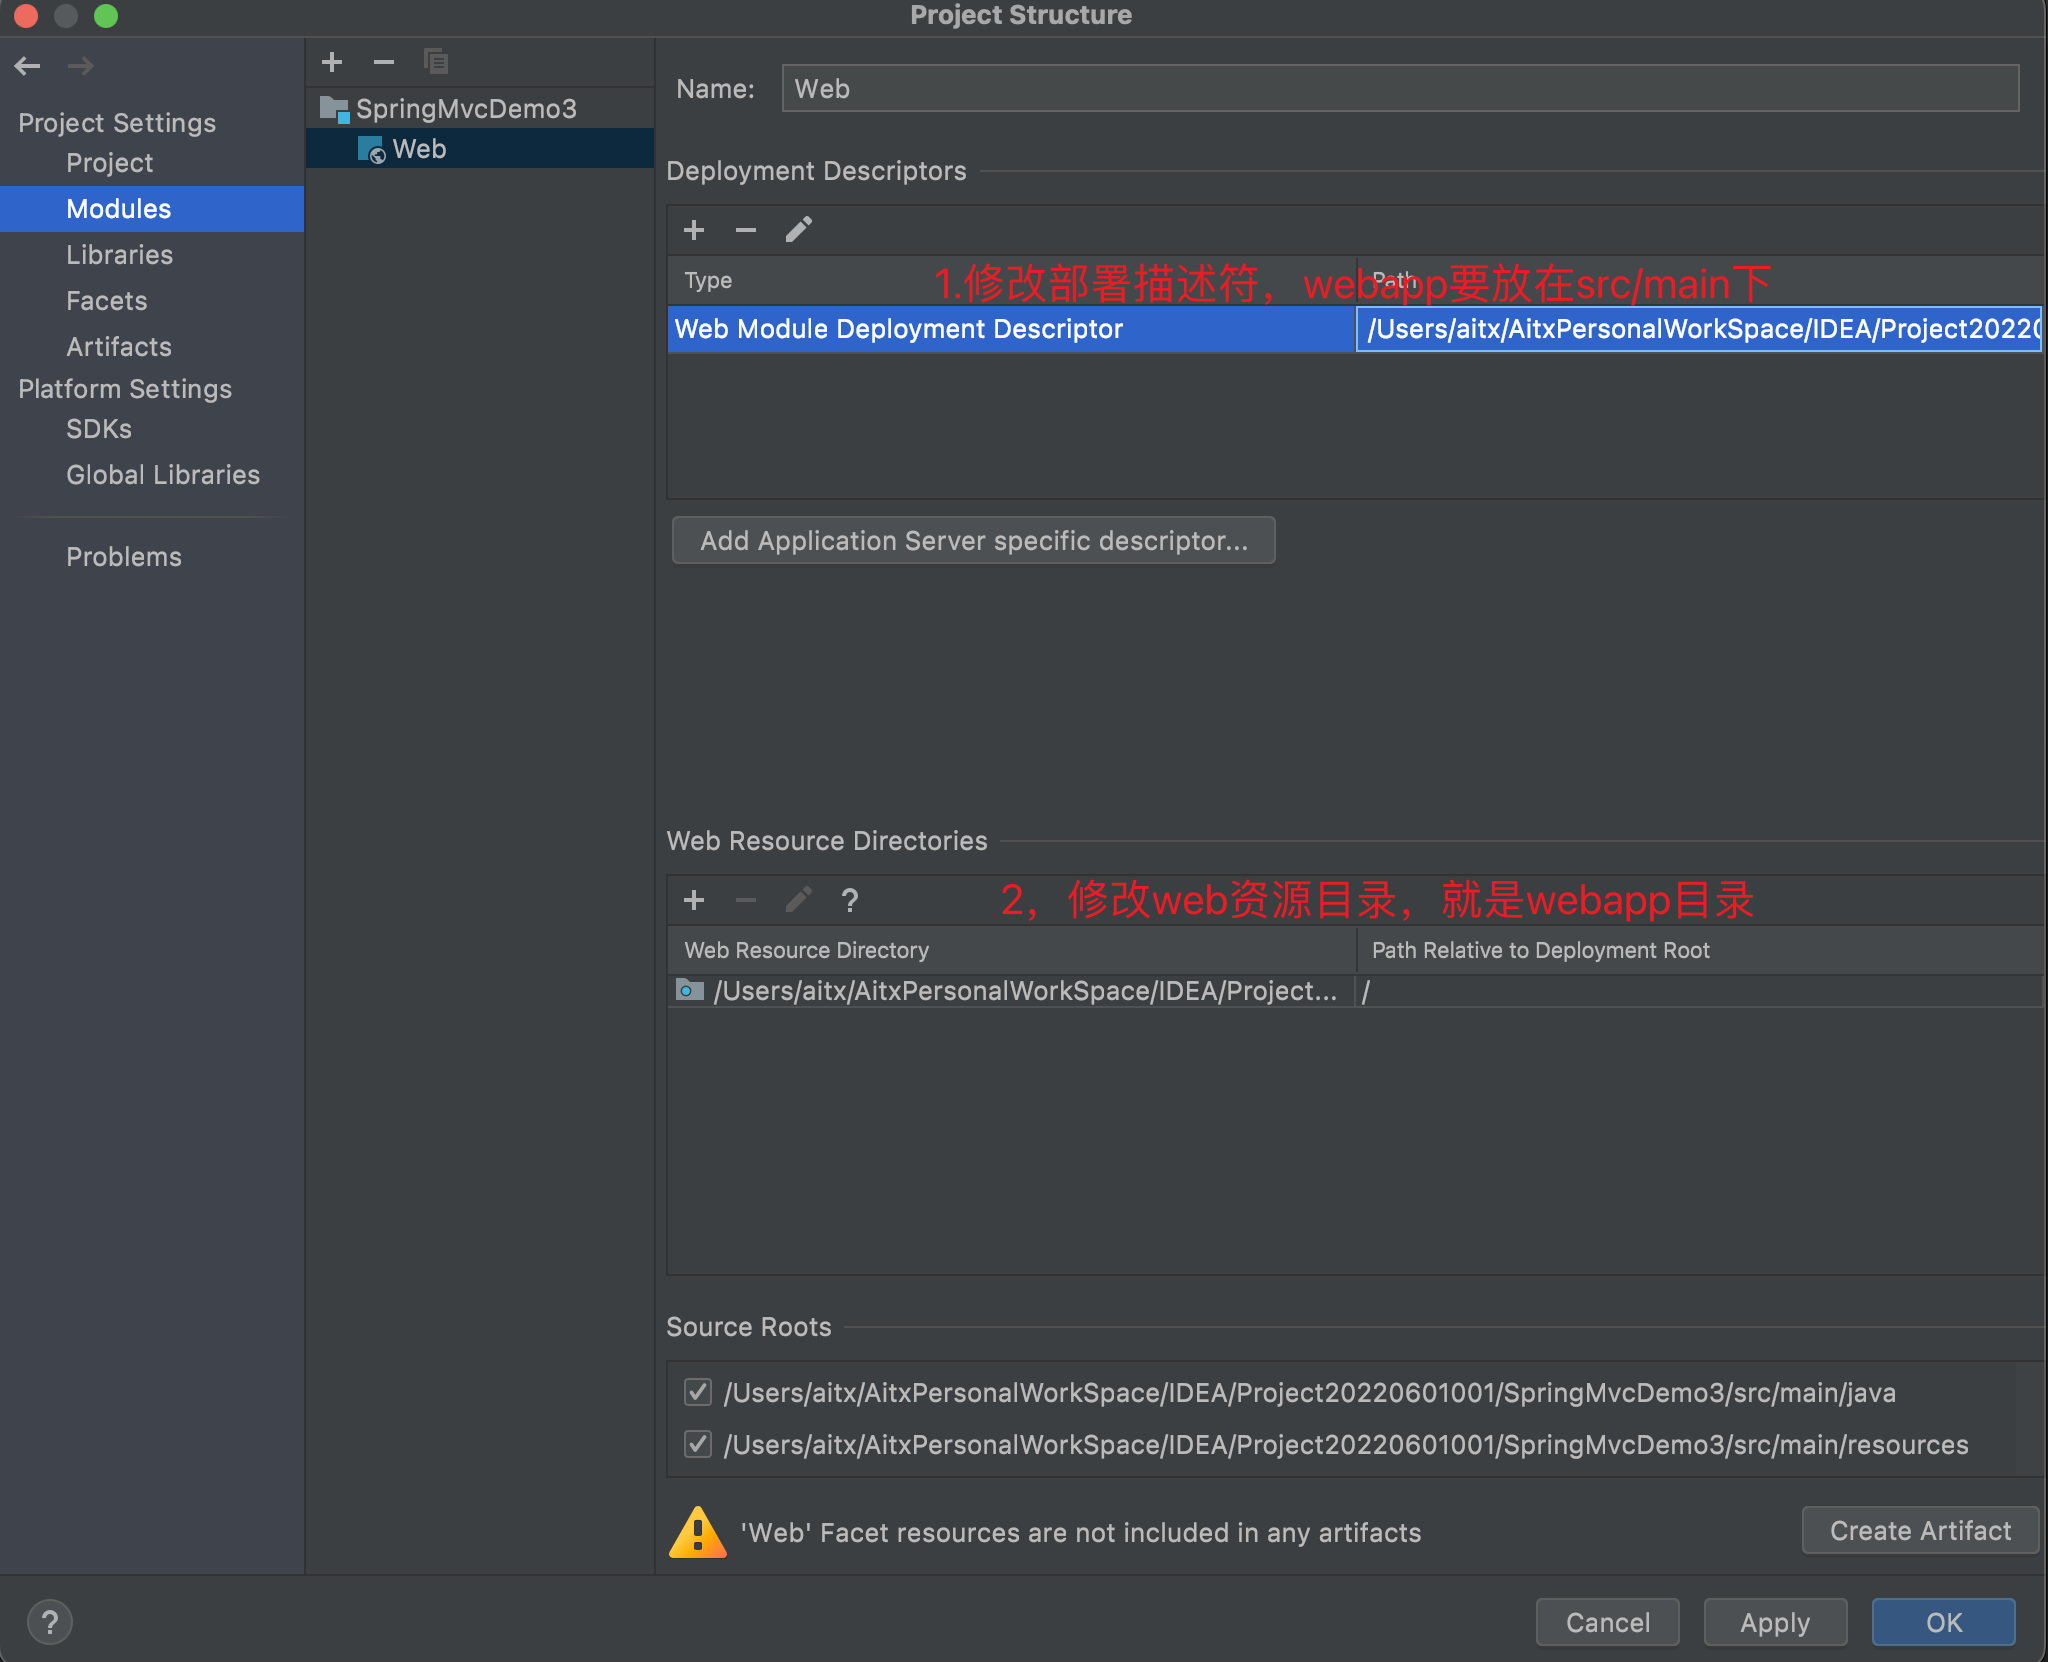 Project Structure
Project Settings
Project
Modules
Libraries
Facets
Artifacts
Platform Settings
SDKs
Global Libraries
Problems
SpringMvcDemo3
Web
Name: Web
Deployment Descriptors
1.修改部署描述符，webapp要放在src/main下
Type Path
Web Module Deployment Descriptor /Users/aitx/AitxPersonalWorkSpace/IDEA/Project20220
Add Application Server specific descriptor...
Web Resource Directories
? 2，修改web资源目录，就是webapp目录
Web Resource Directory Path Relative to Deployment Root
/Users/aitx/AitxPersonalWorkSpace/IDEA/Project... /
Source Roots
/Users/aitx/AitxPersonalWorkSpace/IDEA/Project20220601001/SpringMvcDemo3/src/main/java
/Users/aitx/AitxPersonalWorkSpace/IDEA/Project20220601001/SpringMvcDemo3/src/main/resources
'Web' Facet resources are not included in any artifacts Create Artifact
? Cancel Apply OK